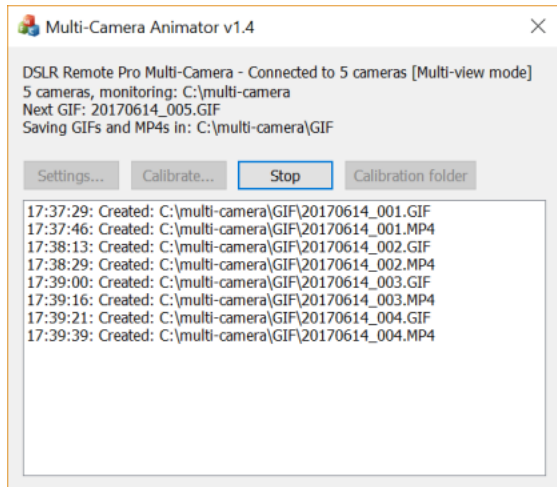 Multi-Camera Animator v1.4
DSLR Remote Pro Multi-Camera - Connected to 5 cameras [Multi-view mode]
5 cameras, monitoring: C:\multi-camera
Next GIF: 20170614_005.GIF
Saving GIFs and MP4s in: C:\multi-camera\GIF
Settings... Calibrate... Stop Calibration folder
17:37:29: Created: C:\multi-camera\GIF\20170614_001.GIF
17:37:46: Created: C:\multi-camera\GIF\20170614_001.MP4
17:38:13: Created: C:\multi-camera\GIF\20170614_002.GIF
17:38:29: Created: C:\multi-camera\GIF\20170614_002.MP4
17:39:00: Created: C:\multi-camera\GIF\20170614_003.GIF
17:39:16: Created: C:\multi-camera\GIF\20170614_003.MP4
17:39:21: Created: C:\multi-camera\GIF\20170614_004.GIF
17:39:39: Created: C:\multi-camera\GIF\20170614_004.MP4